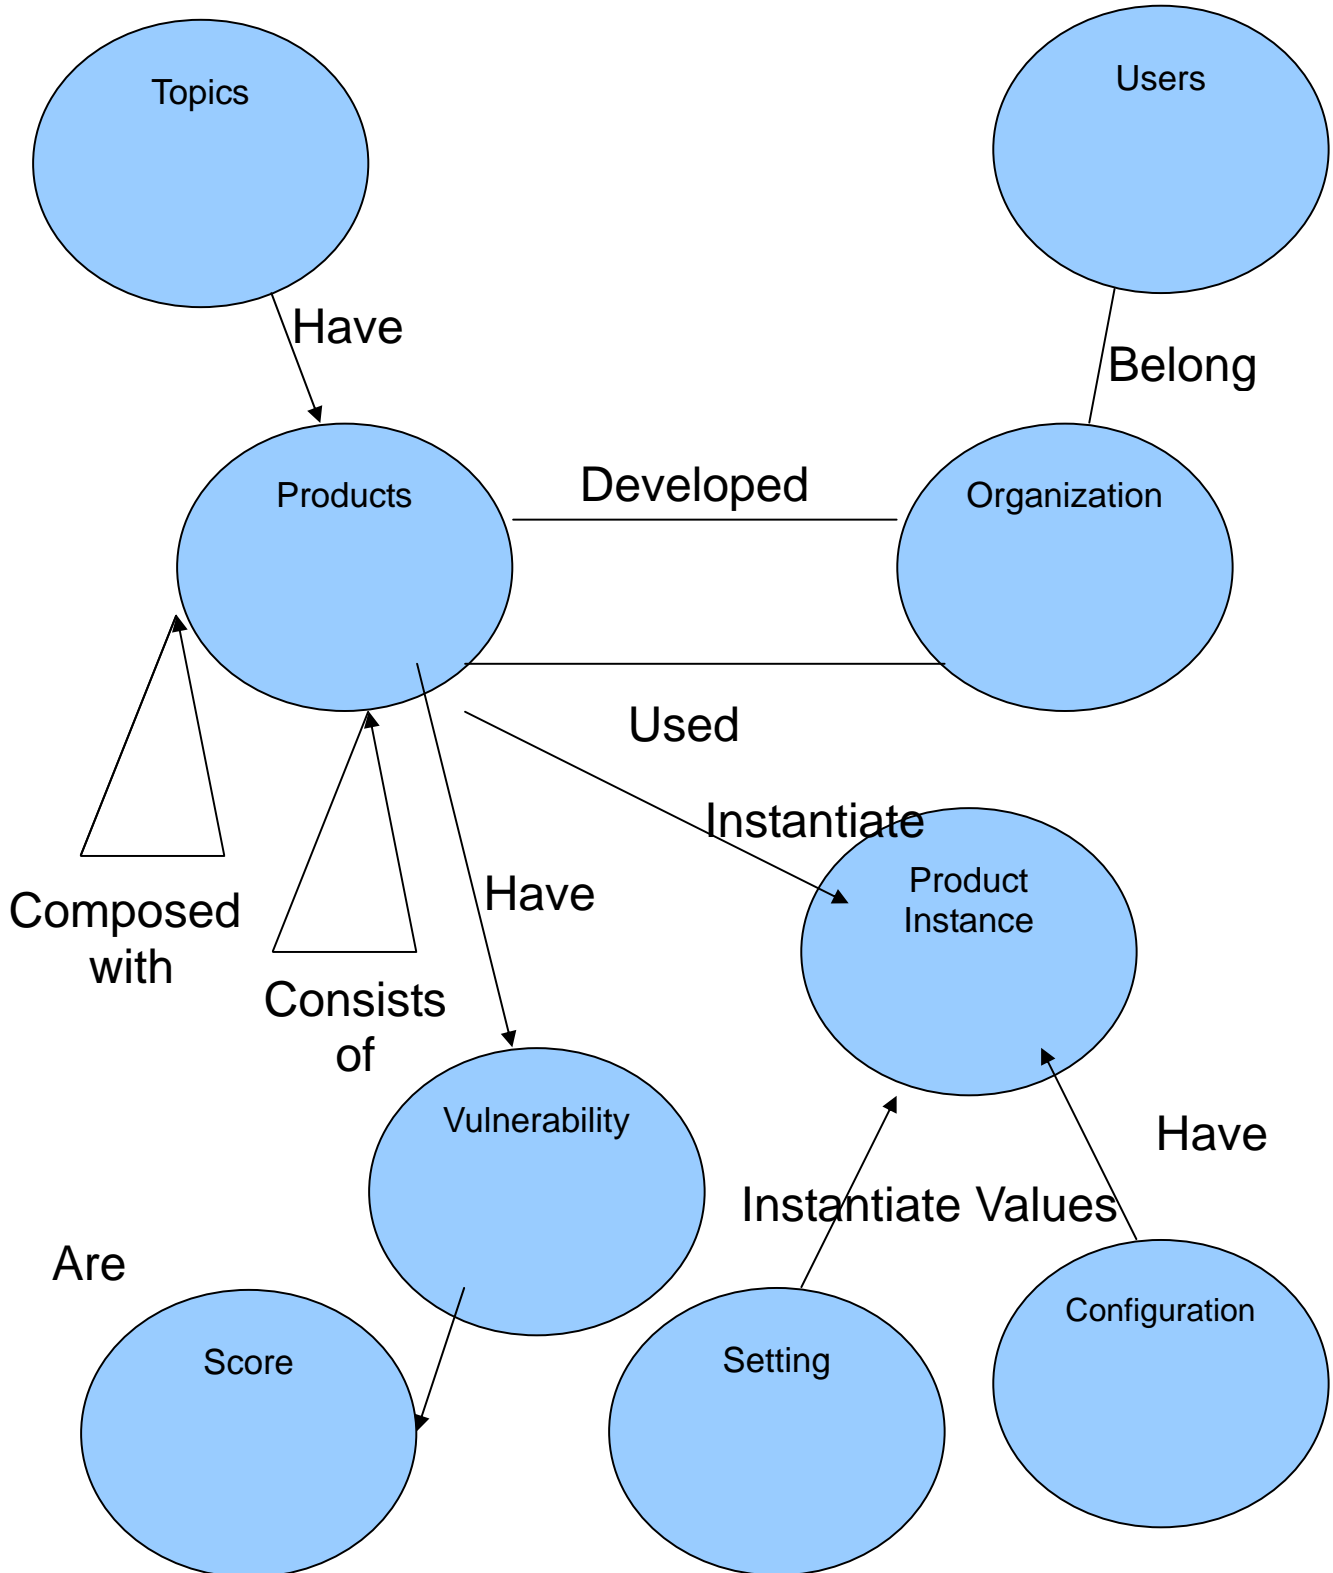 Topics
Users
Have
Belong
Products
Developed
Organization
Used
Instantiate
Product
Instance
Have
Composed
with
Consists
of
Vulnerability
Have
Instantiate Values
Are
Score
Setting
Configuration